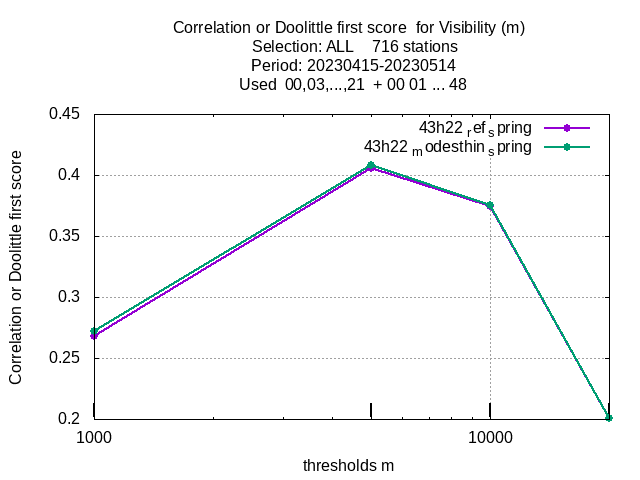 Correlation or Doolittle first score  for Visibility (m)
Selection: ALL    716 stations
Period: 20230415-20230514
Used  00,03,...,21  + 00 01 ... 48
43h22 ref spring
43h22 modesthin spring
Correlation or Doolittle first score
0.45
0.4
0.35
0.3
0.25
0.2
1000
10000
thresholds m